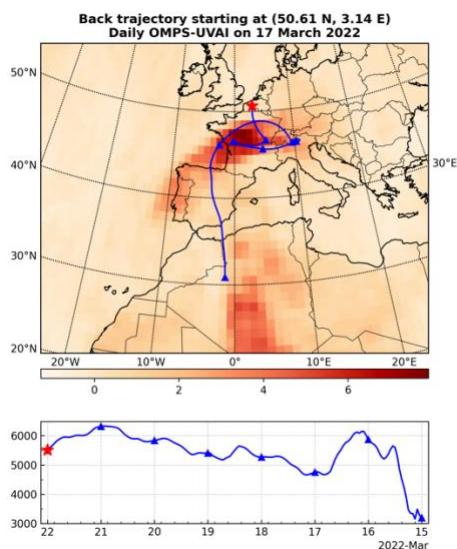 Back trajectory starting at (50.61 N, 3.14 E)
Daily OMPS-UVAI on 17 March 2022
50°N
40°N
30°E
30°N
20°N
20°W
10°W
0°
10°E
20°E
0
2
4
6
6000
5000
4000
3000
22
21
20
19
18
17
16
15
2022-Mar